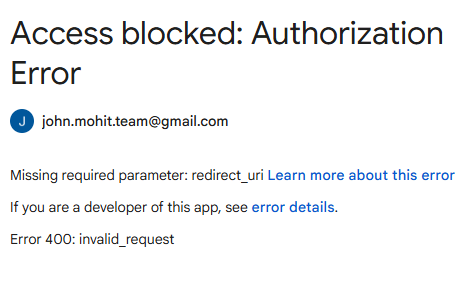 Access blocked: Authorization
Error
J john.mohit.team@gmail.com
Missing required parameter: redirect_uri Learn more about this error
If you are a developer of this app, see error details.
Error 400: invalid_request